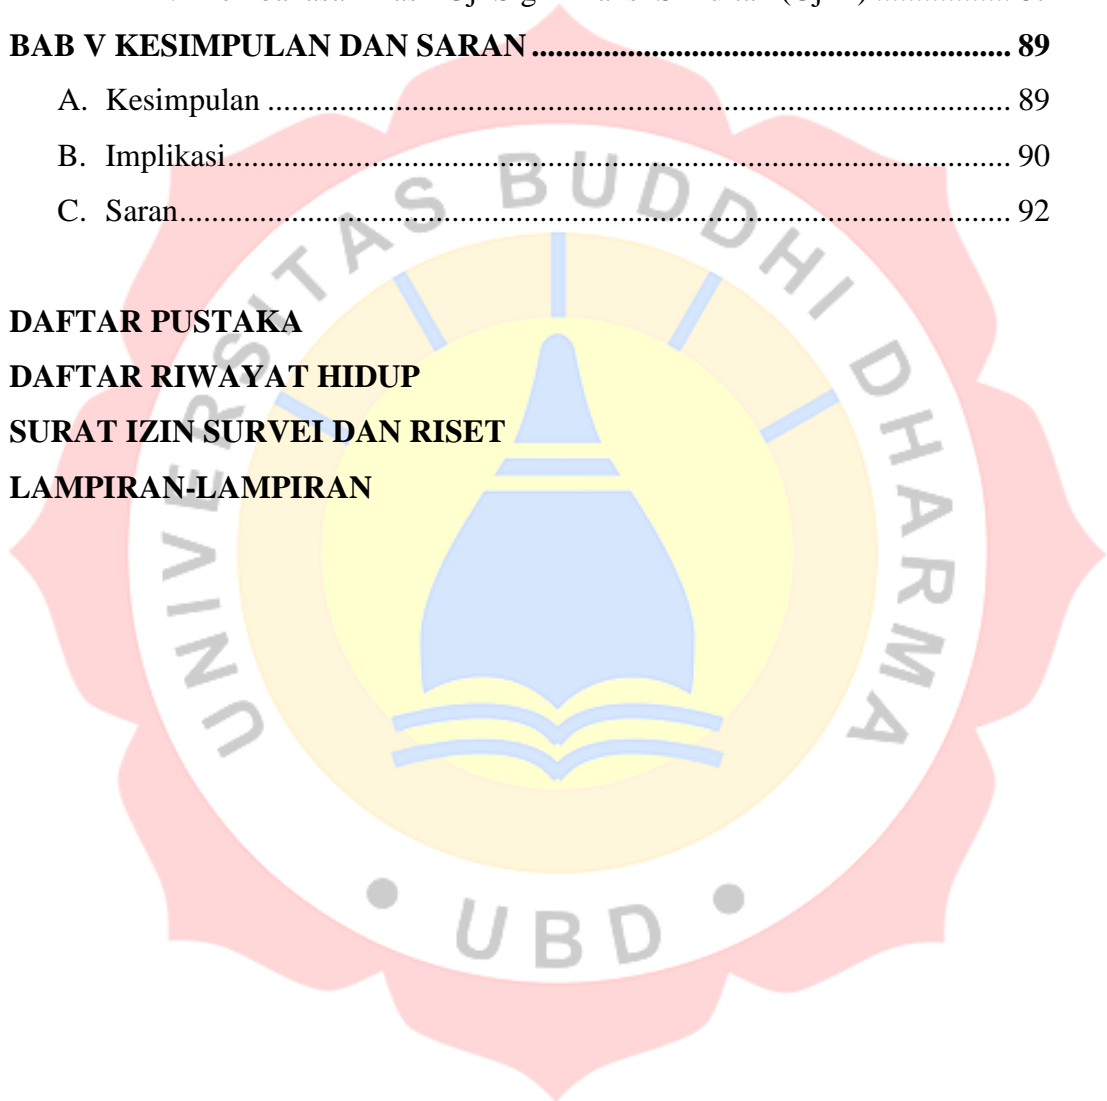 BAB V KESIMPULAN DAN SARAN ............................................................................ 89
A. Kesimpulan ...................................................................................................................... 89
B. Implikasi............................................................................................................................ 90
C. Saran.................................................................................................................................... 92
DAFTAR PUSTAKA
DAFTAR RIWAYAT HIDUP
SURAT IZIN SURVEI DAN RISET
LAMPIRAN-LAMPIRAN
UNIVERSITAS BUDDHI DHARMA
• UBD •